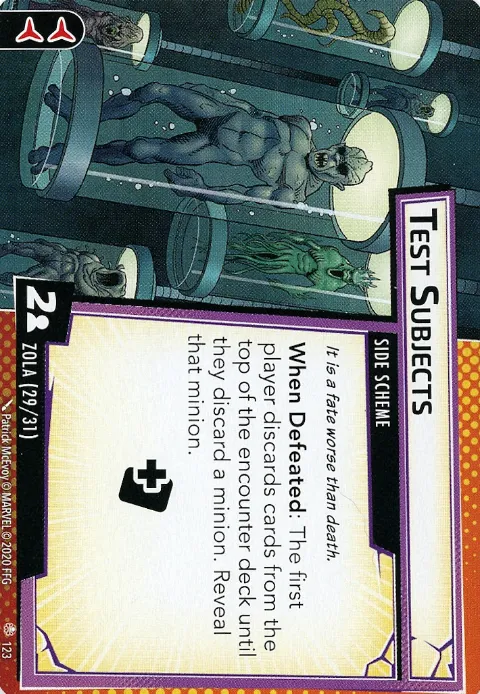 TEST SUBJECTS
SIDE SCHEME
It is a fate worse than death.
When Defeated: The first
player discards cards from the
top of the encounter deck until
they discard a minion. Reveal
that minion.
2
ZOLA (29/31)
Patrick McEvoy © MARVEL © 2020 FFG
123